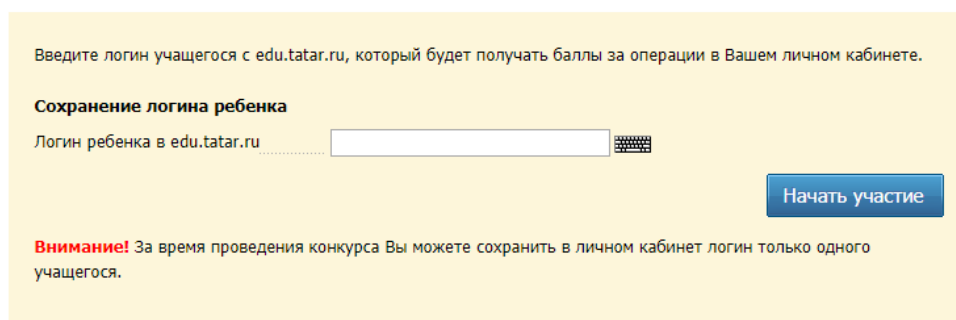 Введите логин учащегося с edu.tatar.ru, который будет получать баллы за операции в Вашем личном кабинете.
Сохранение логина ребенка
Логин ребенка в edu.tatar.ru
Начать участие
Внимание! За время проведения конкурса Вы можете сохранить в личном кабинет логин только одного
учащегося.